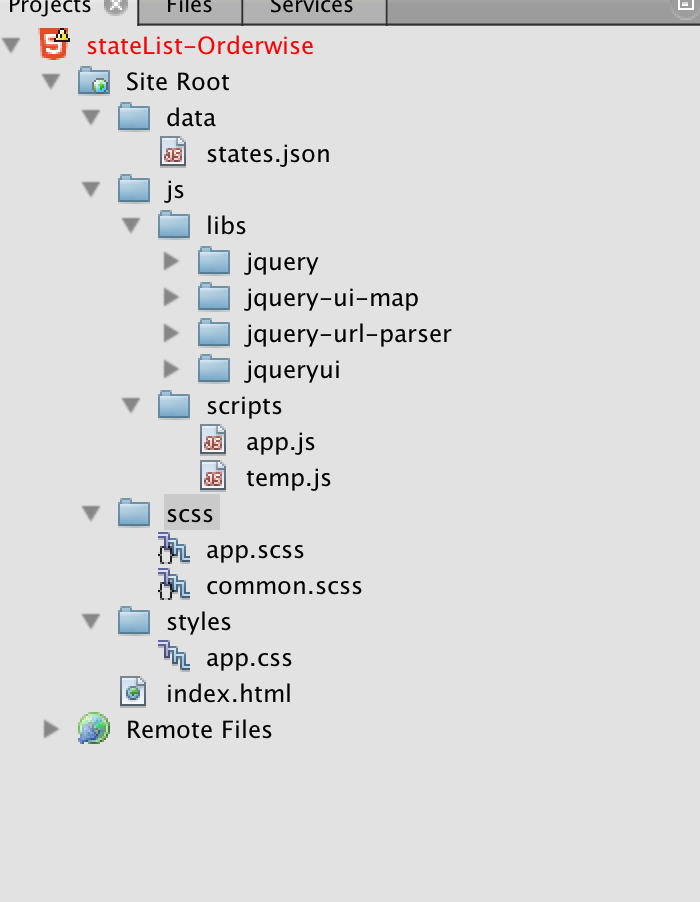 Projects Files Services
stateList-Orderwise
Site Root
data
states.json
js
libs
jquery
jquery-ui-map
jquery-url-parser
jqueryui
scripts
app.js
temp.js
scss
app.scss
common.scss
styles
app.css
index.html
Remote Files